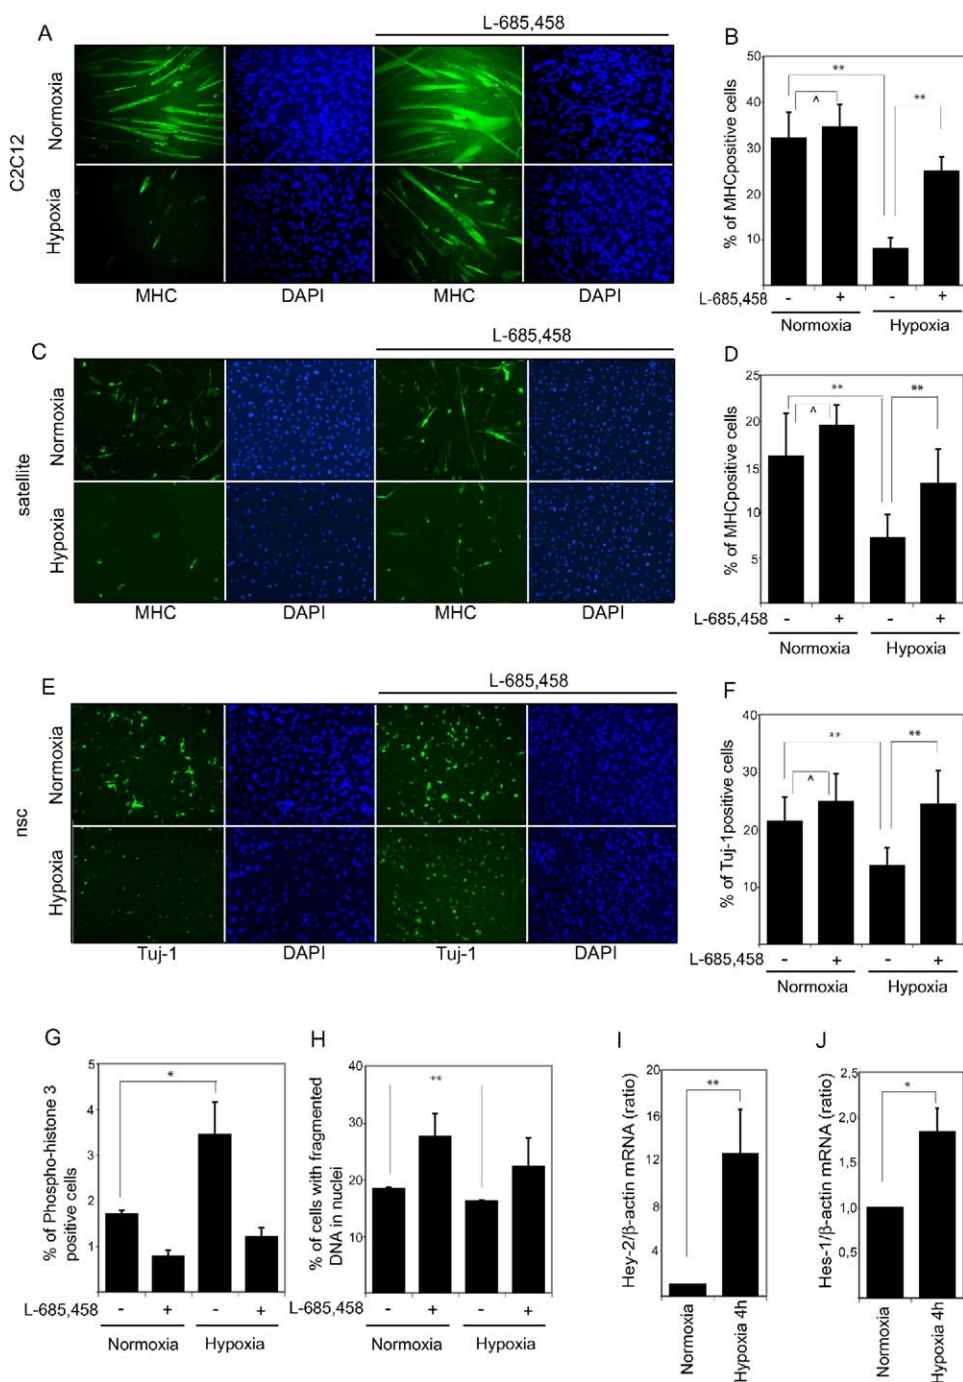 L-685,458
A
B
C2C12
Normoxia
Hypoxia
MHC
DAPI
MHC
DAPI
% of MHCpositive cells
50
40
30
20
10
**
^
**
L-685,458
-
+
-
+
Normoxia
Hypoxia
L-685,458
C
D
satellite
Normoxia
Hypoxia
MHC
DAPI
MHC
DAPI
% of MHCpositive cells
25
20
15
10
5
**
^
**
L-685,458
-
+
-
+
Normoxia
Hypoxia
L-685,458
E
F
nsc
Normoxia
Hypoxia
Tuj-1
DAPI
Tuj-1
DAPI
% of Tuj-1positive cells
40
30
20
10
**
^
**
L-685,458
-
+
-
+
Normoxia
Hypoxia
G
% of Phospho-histone 3
positive cells
5
4
3
2
1
*
L-685,458
-
+
-
+
Normoxia
Hypoxia
H
% of cells with fragmented
DNA in nuclei
40
30
20
10
**
L-685,458
-
+
-
+
Normoxia
Hypoxia
I
Hey-2/β-actin mRNA (ratio)
20
16
12
8
4
**
Normoxia
Hypoxia 4h
J
Hes-1/β-actin mRNA (ratio)
2,5
2,0
1,5
1,0
0,5
*
Normoxia
Hypoxia 4h